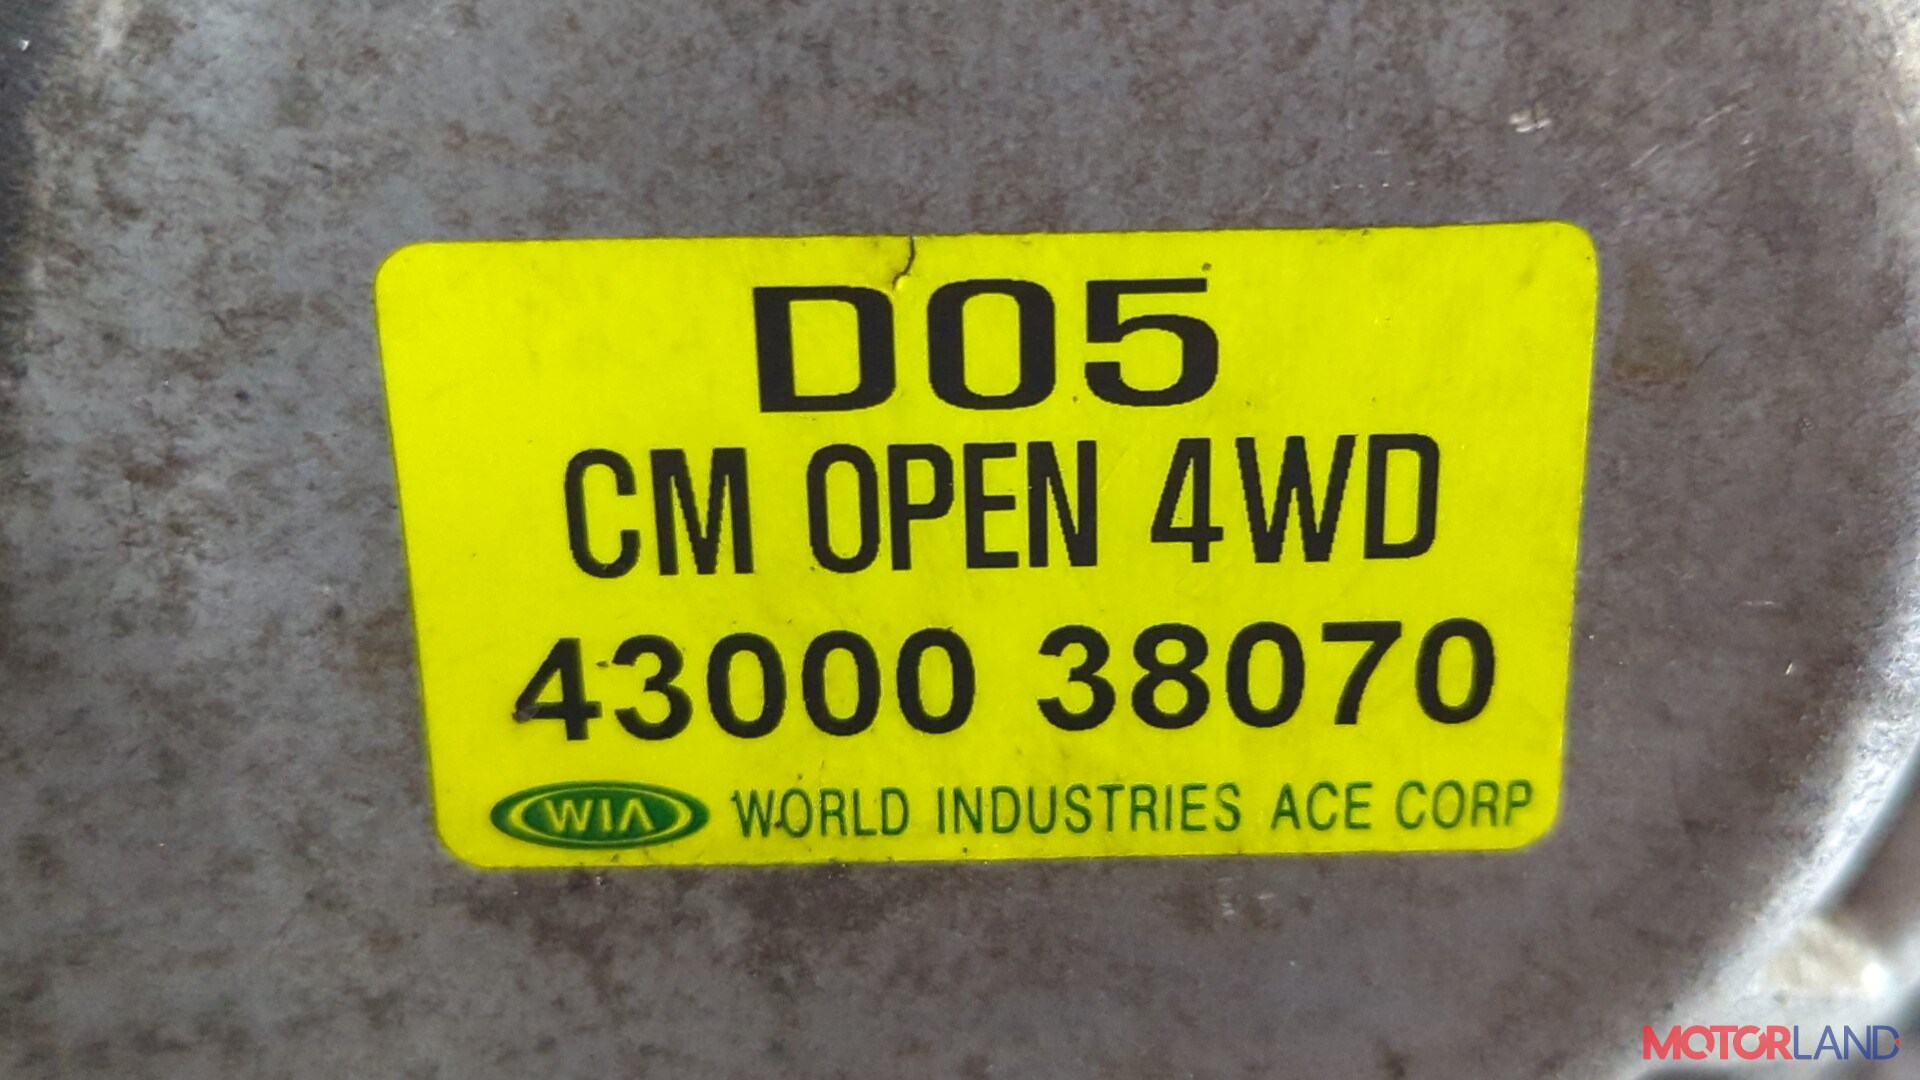 D05
CM OPEN 4WD
43000 38070
WIA WORLD INDUSTRIES ACE CORP
MOTORLAND